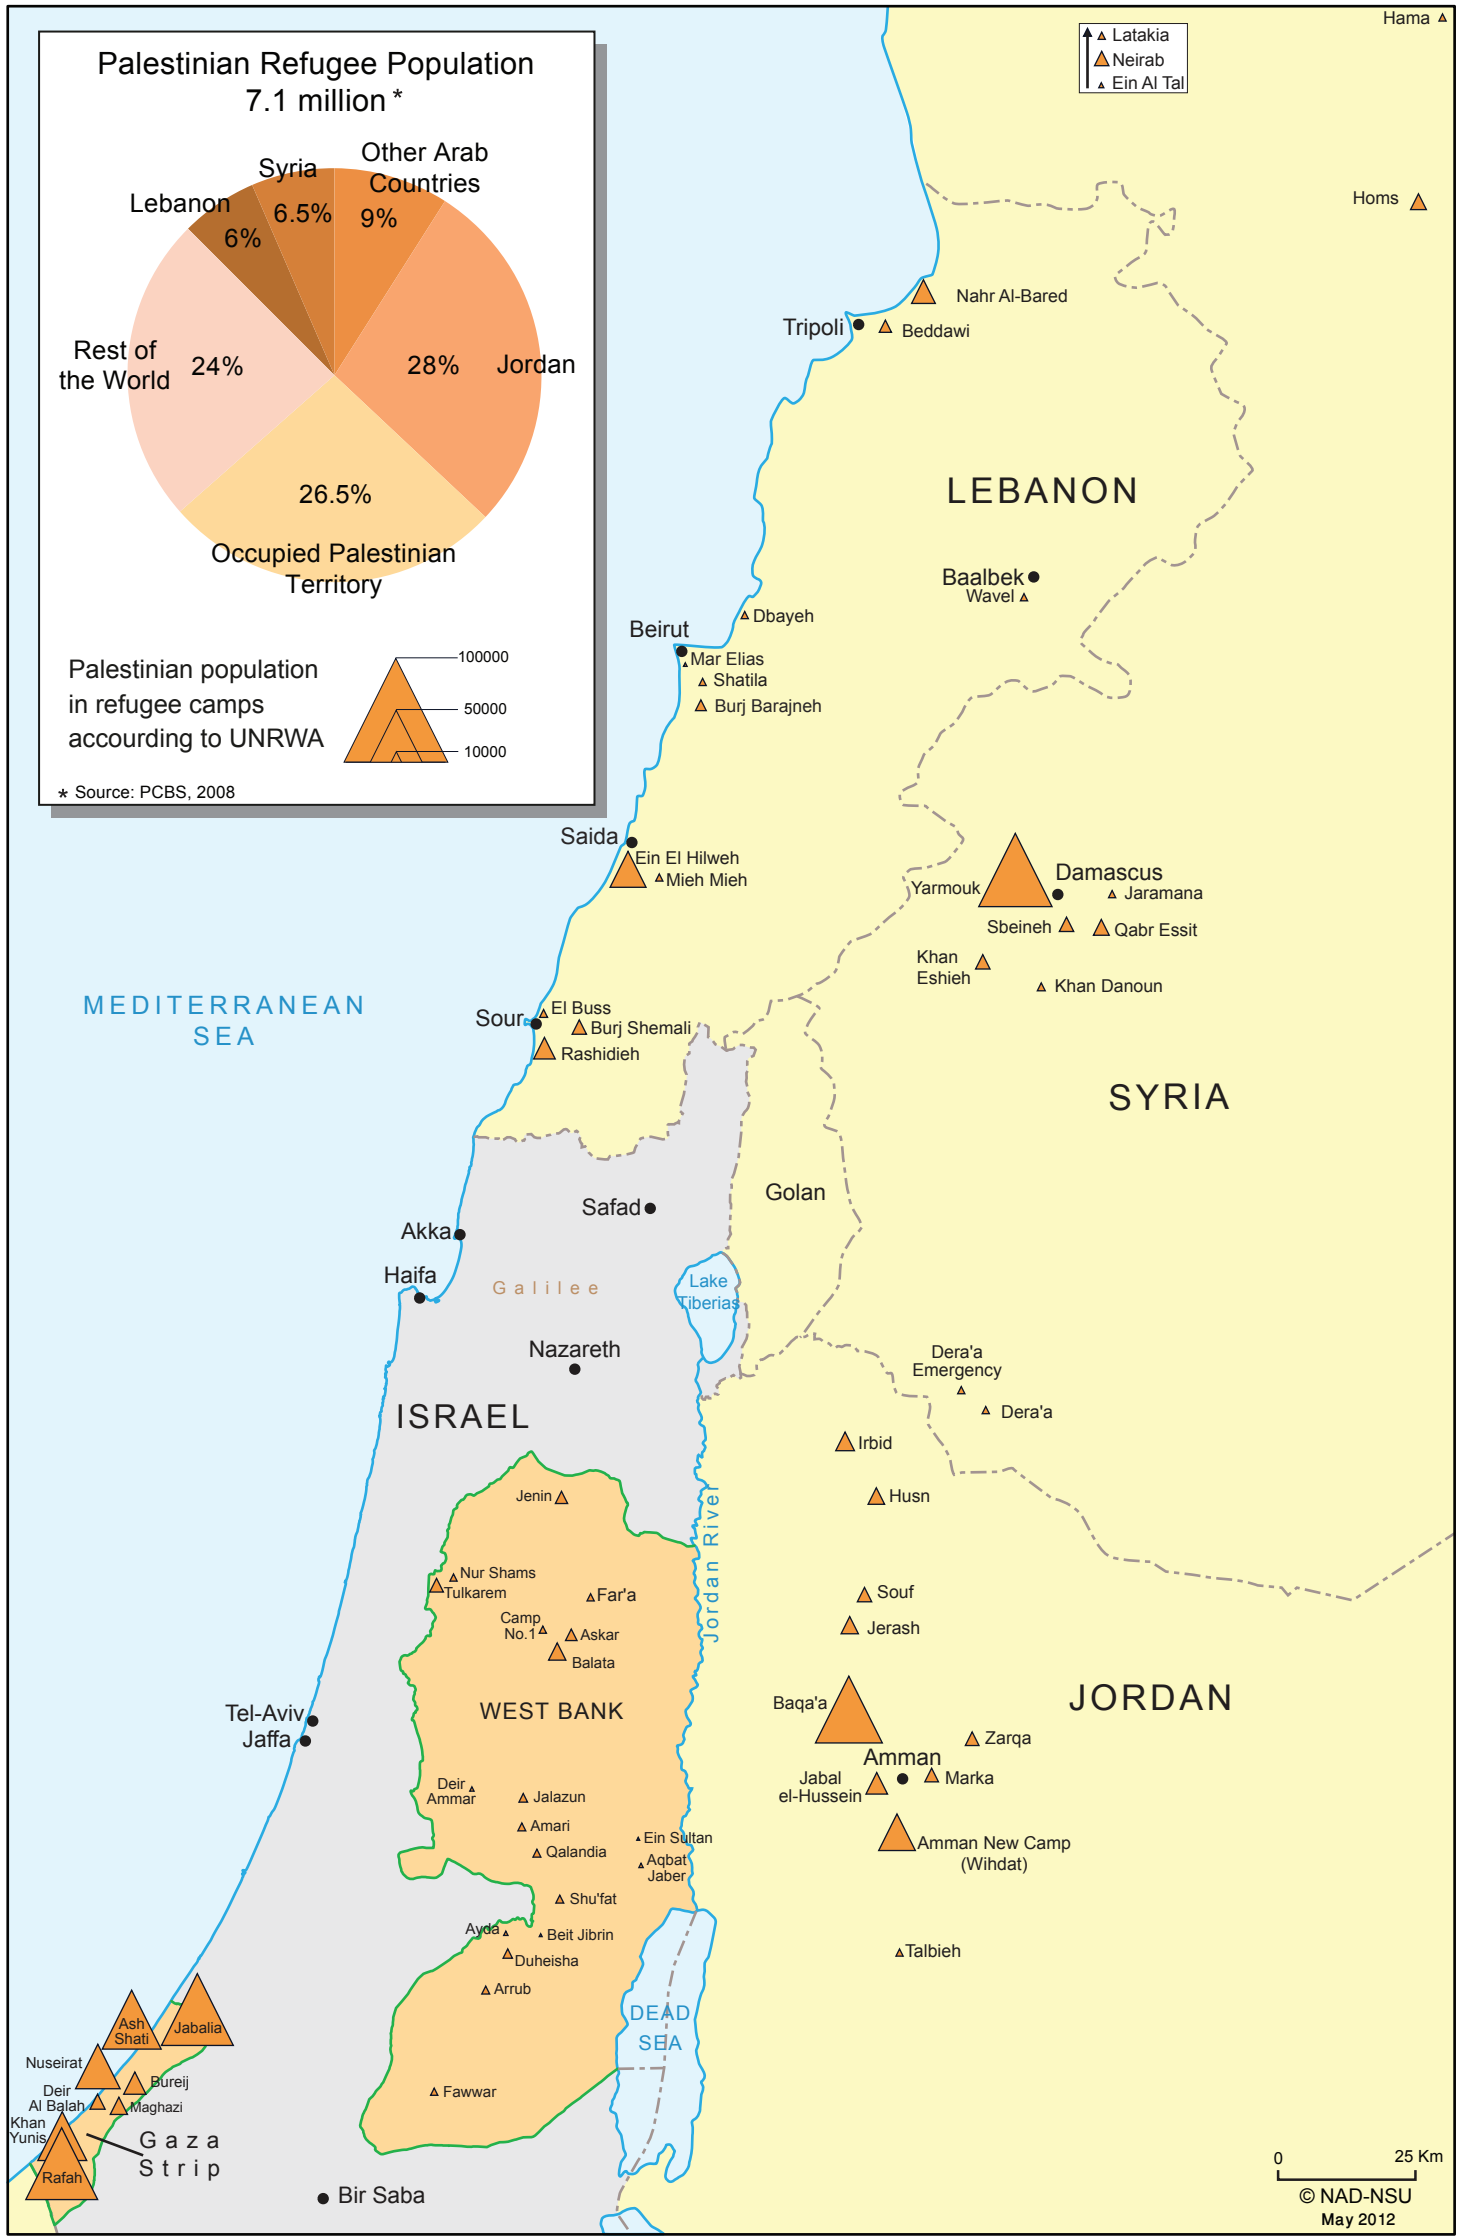 Palestinian Refugee Population
7.1 million *
Other Arab
Countries
9%
Syria
6.5%
Lebanon
6%
Rest of
the World
24%
28%
Jordan
26.5%
Occupied Palestinian
Territory
Palestinian population
in refugee camps
accourding to UNRWA
100000
50000
10000
* Source: PCBS, 2008
Latakia
Neirab
Ein Al Tal
Hama
Homs
Nahr Al-Bared
Tripoli
Beddawi
LEBANON
Baalbek
Wavel
Dbayeh
Beirut
Mar Elias
Shatila
Burj Barajneh
Saida
Ein El Hilweh
Mieh Mieh
Yarmouk
Damascus
Jaramana
Sbeineh
Qabr Essit
Khan
Eshieh
Khan Danoun
MEDITERRANEAN
SEA
Sour
El Buss
Burj Shemali
Rashidieh
SYRIA
Golan
Safad
Akka
Haifa
Galilee
Lake
Tiberias
Nazareth
ISRAEL
Dera'a
Emergency
Dera'a
Irbid
Husn
Jordan River
Jenin
Nur Shams
Tulkarem
Far'a
Camp
No.1
Askar
Balata
Souf
Jerash
WEST BANK
Baqa'a
JORDAN
Tel-Aviv
Jaffa
Zarqa
Amman
Marka
Jabal
el-Hussein
Amman New Camp
(Wihdat)
Deir
Ammar
Jalazun
Amari
Qalandia
Ein Sultan
Aqbat
Jaber
Shu'fat
Ayda
Beit Jibrin
Duheisha
Arrub
Talbieh
DEAD
SEA
Fawwar
Ash
Shati
Jabalia
Nuseirat
Bureij
Deir
Al Balah
Maghazi
Khan
Yunis
Rafah
Gaza
Strip
Bir Saba
0
25 Km
© NAD-NSU
May 2012